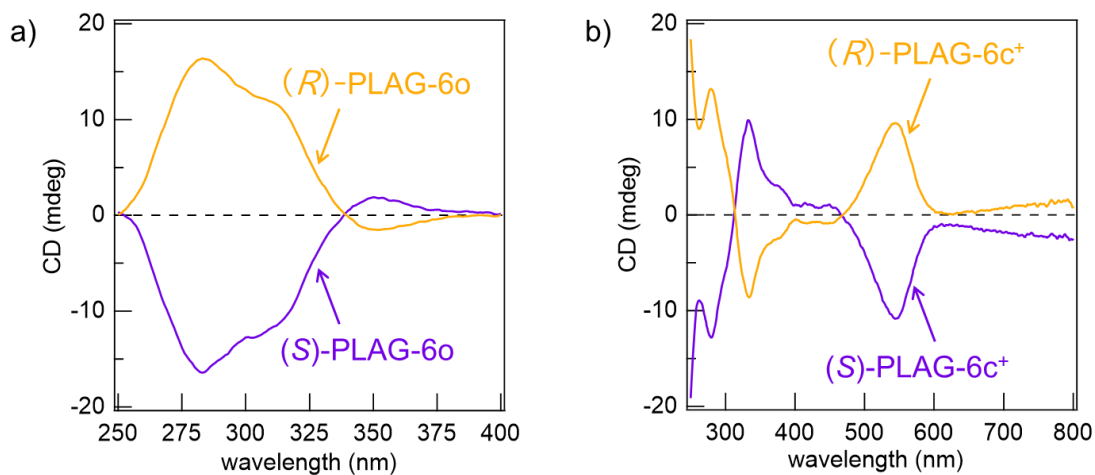 a)
20
10
0
-10
-20
CD (mdeg)
(R)-PLAG-6o
(S)-PLAG-6o
250 275 300 325 350 375 400
wavelength (nm)
b)
20
10
0
-10
-20
CD (mdeg)
(R)-PLAG-6c⁺
(S)-PLAG-6c⁺
300 400 500 600 700 800
wavelength (nm)